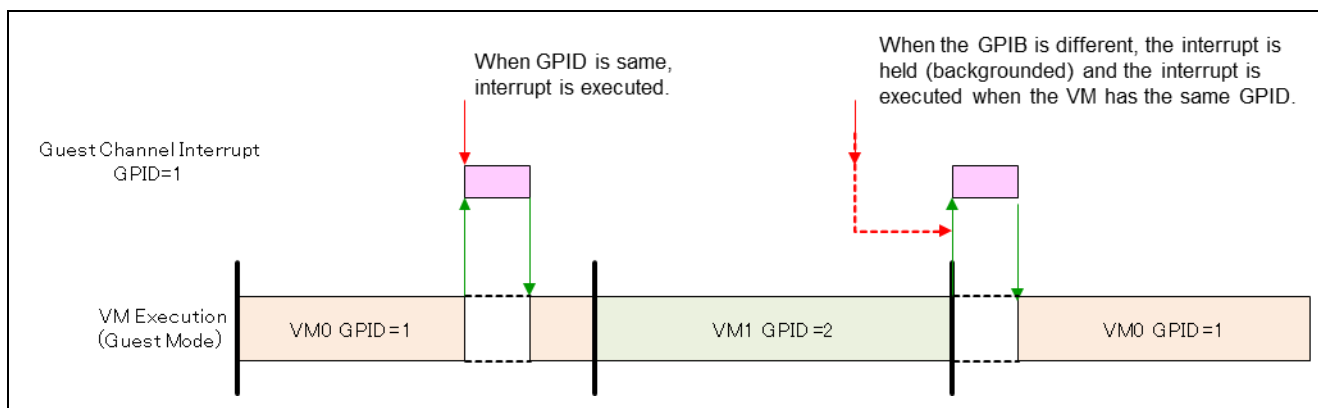 When GPID is same,
interrupt is executed.
When the GPIB is different, the interrupt is
held (backgrounded) and the interrupt is
executed when the VM has the same GPID.
Guest Channel Interrupt
GPID=1
VM Execution
(Guest Mode)
VM0 GPID=1
VM1 GPID=2
VM0 GPID=1